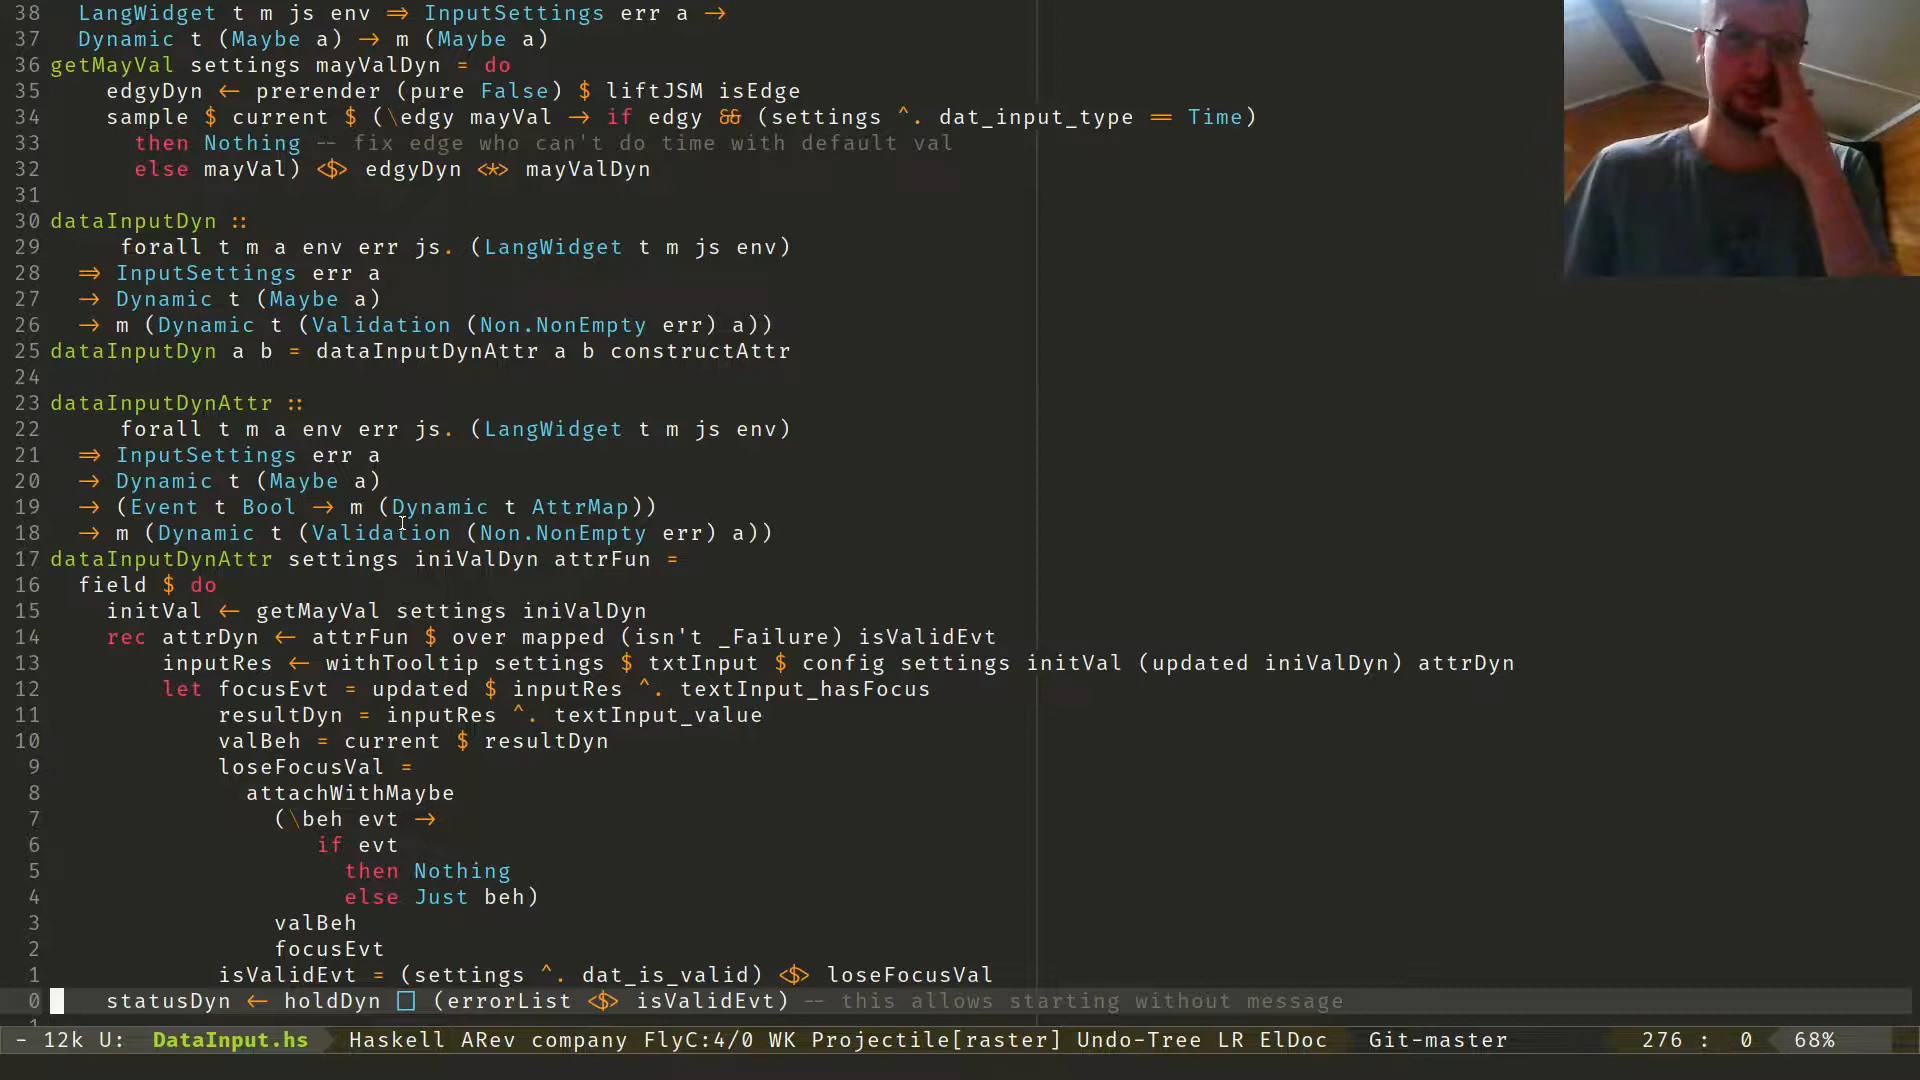 38 LangWidget t m js env ⇒ InputSettings err a →
37 Dynamic t (Maybe a) → m (Maybe a)
36 getMayVal settings mayValDyn = do
35 edgyDyn ← prerender (pure False) $ liftJSM isEdge
34 sample $ current $ (\edgy mayVal → if edgy && (settings ^. dat_input_type == Time)
33 then Nothing -- fix edge who can't do time with default val
32 else mayVal) <$> edgyDyn <*> mayValDyn
31
30 dataInputDyn ::
29 forall t m a env err js. (LangWidget t m js env)
28 ⇒ InputSettings err a
27 → Dynamic t (Maybe a)
26 → m (Dynamic t (Validation (Non.NonEmpty err) a))
25 dataInputDyn a b = dataInputDynAttr a b constructAttr
24
23 dataInputDynAttr ::
22 forall t m a env err js. (LangWidget t m js env)
21 ⇒ InputSettings err a
20 → Dynamic t (Maybe a)
19 → (Event t Bool → m (Dynamic t AttrMap))
18 → m (Dynamic t (Validation (Non.NonEmpty err) a))
17 dataInputDynAttr settings iniValDyn attrFun =
16 field $ do
15 initVal ← getMayVal settings iniValDyn
14 rec attrDyn ← attrFun $ over mapped (isn't _Failure) isValidEvt
13 inputRes ← withTooltip settings $ txtInput $ config settings initVal (updated iniValDyn) attrDyn
12 let focusEvt = updated $ inputRes ^. textInput_hasFocus
11 resultDyn = inputRes ^. textInput_value
10 valBeh = current $ resultDyn
9 loseFocusVal =
8 attachWithMaybe
7 (\beh evt →
6 if evt
5 then Nothing
4 else Just beh)
3 valBeh
2 focusEvt
1 isValidEvt = (settings ^. dat_is_valid) <$> loseFocusVal
0 statusDyn ← holdDyn [] (errorList <$> isValidEvt) -- this allows starting without message
- 12k U: DataInput.hs Haskell ARev company FlyC:4/0 WK Projectile[raster] Undo-Tree LR ElDoc Git-master 276 : 0 68%